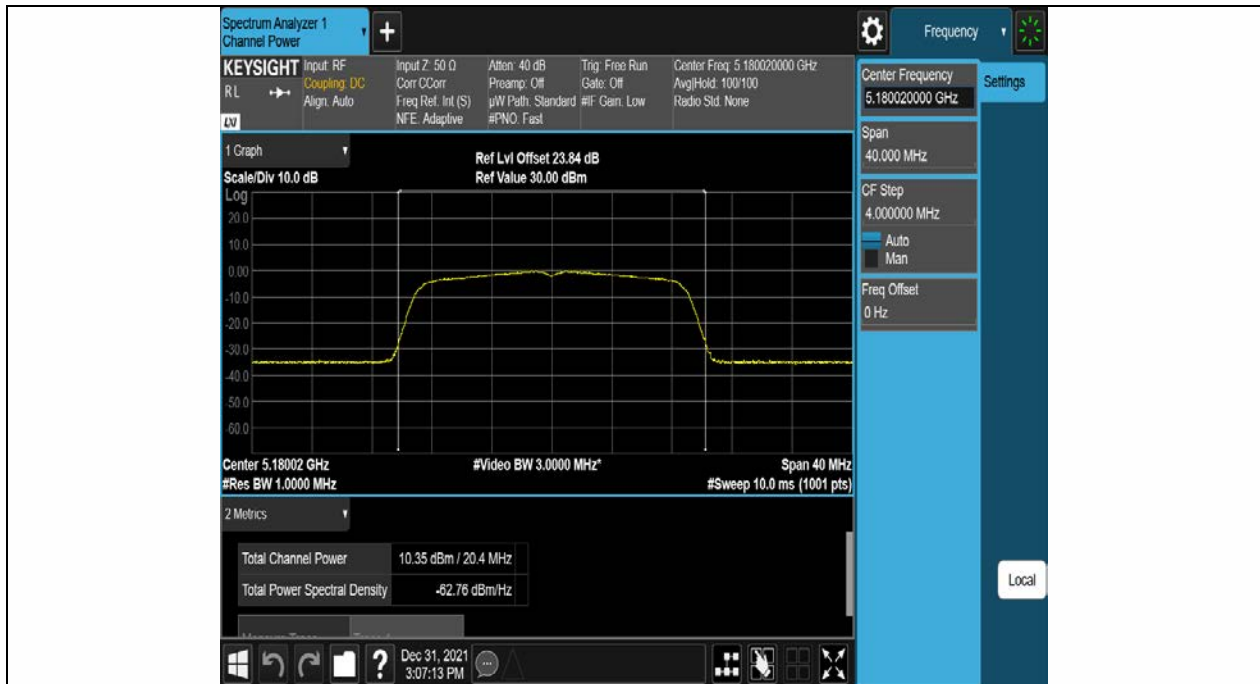 Spectrum Analyzer 1
Channel Power
+
Frequency
KEYSIGHT
RL
LXI
Input: RF
Coupling: DC
Align: Auto
Input Z: 50 Ω
Corr CCorr
Freq Ref: Int (S)
NFE: Adaptive
Atten: 40 dB
Preamp: Off
µW Path: Standard
#PNO: Fast
Trig: Free Run
Gate: Off
#IF Gain: Low
Center Freq: 5.180020000 GHz
Avg|Hold: 100/100
Radio Std: None
Center Frequency
5.180020000 GHz
Settings
Span
40.000 MHz
CF Step
4.000000 MHz
Auto
Man
Freq Offset
0 Hz
Local
1 Graph
Scale/Div 10.0 dB
Ref Lvl Offset 23.84 dB
Ref Value 30.00 dBm
Log
20.0
10.0
0.00
-10.0
-20.0
-30.0
-40.0
-50.0
-60.0
Center 5.18002 GHz
#Video BW 3.0000 MHz*
Span 40 MHz
#Res BW 1.0000 MHz
#Sweep 10.0 ms (1001 pts)
2 Metrics
Total Channel Power 10.35 dBm / 20.4 MHz
Total Power Spectral Density -62.76 dBm/Hz
?
Dec 31, 2021
3:07:13 PM